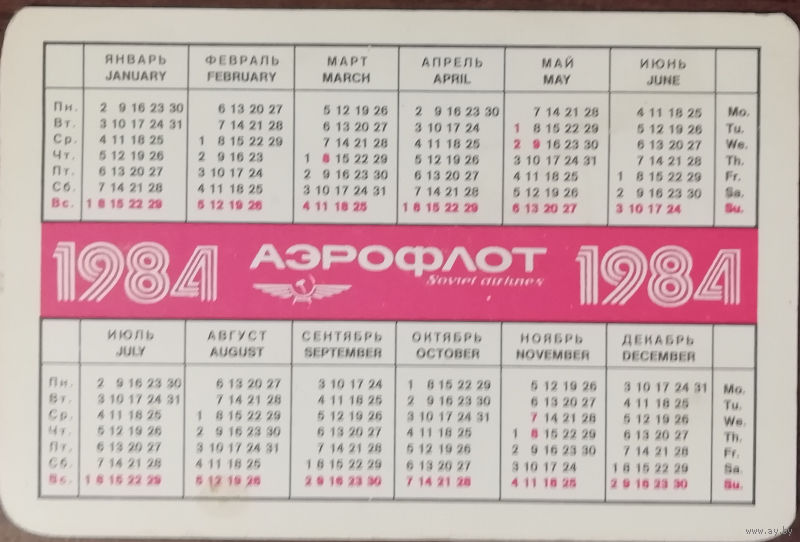 ЯНВАРЬ ФЕВРАЛЬ МАРТ АПРЕЛЬ МАЙ ИЮНЬ
JANUARY FEBRUARY MARCH APRIL MAY JUNE
Пн. 2 9 16 23 30 6 13 20 27 5 12 19 26 2 9 16 23 30 7 14 21 28 4 11 18 25 Mo.
Вт. 3 10 17 24 31 7 14 21 28 6 13 20 27 3 10 17 24 1 8 15 22 29 5 12 19 26 Tu.
Ср. 4 11 18 25 1 8 15 22 29 7 14 21 28 4 11 18 25 2 9 16 23 30 6 13 20 27 We.
Чт. 5 12 19 26 2 9 16 23 1 8 15 22 29 5 12 19 26 3 10 17 24 31 7 14 21 28 Th.
Пт. 6 13 20 27 3 10 17 24 2 9 16 23 30 6 13 20 27 4 11 18 25 1 8 15 22 29 Fr.
Сб. 7 14 21 28 4 11 18 25 3 10 17 24 31 7 14 21 28 5 12 19 26 2 9 16 23 30 Sa.
Вс. 1 8 15 22 29 5 12 19 26 4 11 18 25 1 8 15 22 29 6 13 20 27 3 10 17 24 Su.
1984 АЭРОФЛОТ 1984
Soviet airlines
ИЮЛЬ АВГУСТ СЕНТЯБРЬ ОКТЯБРЬ НОЯБРЬ ДЕКАБРЬ
JULY AUGUST SEPTEMBER OCTOBER NOVEMBER DECEMBER
Пн. 2 9 16 23 30 6 13 20 27 3 10 17 24 1 8 15 22 29 5 12 19 26 3 10 17 24 31 Mo.
Вт. 3 10 17 24 31 7 14 21 28 4 11 18 25 2 9 16 23 30 6 13 20 27 4 11 18 25 Tu.
Ср. 4 11 18 25 1 8 15 22 29 5 12 19 26 3 10 17 24 31 7 14 21 28 5 12 19 26 We.
Чт. 5 12 19 26 2 9 16 23 30 6 13 20 27 4 11 18 25 1 8 15 22 29 6 13 20 27 Th.
Пт. 6 13 20 27 3 10 17 24 31 7 14 21 28 5 12 19 26 2 9 16 23 30 7 14 21 28 Fr.
Сб. 7 14 21 28 4 11 18 25 1 8 15 22 29 6 13 20 27 3 10 17 24 1 8 15 22 29 Sa.
Вс. 1 8 15 22 29 5 12 19 26 2 9 16 23 30 7 14 21 28 4 11 18 25 2 9 16 23 30 Su.
www.ay.by